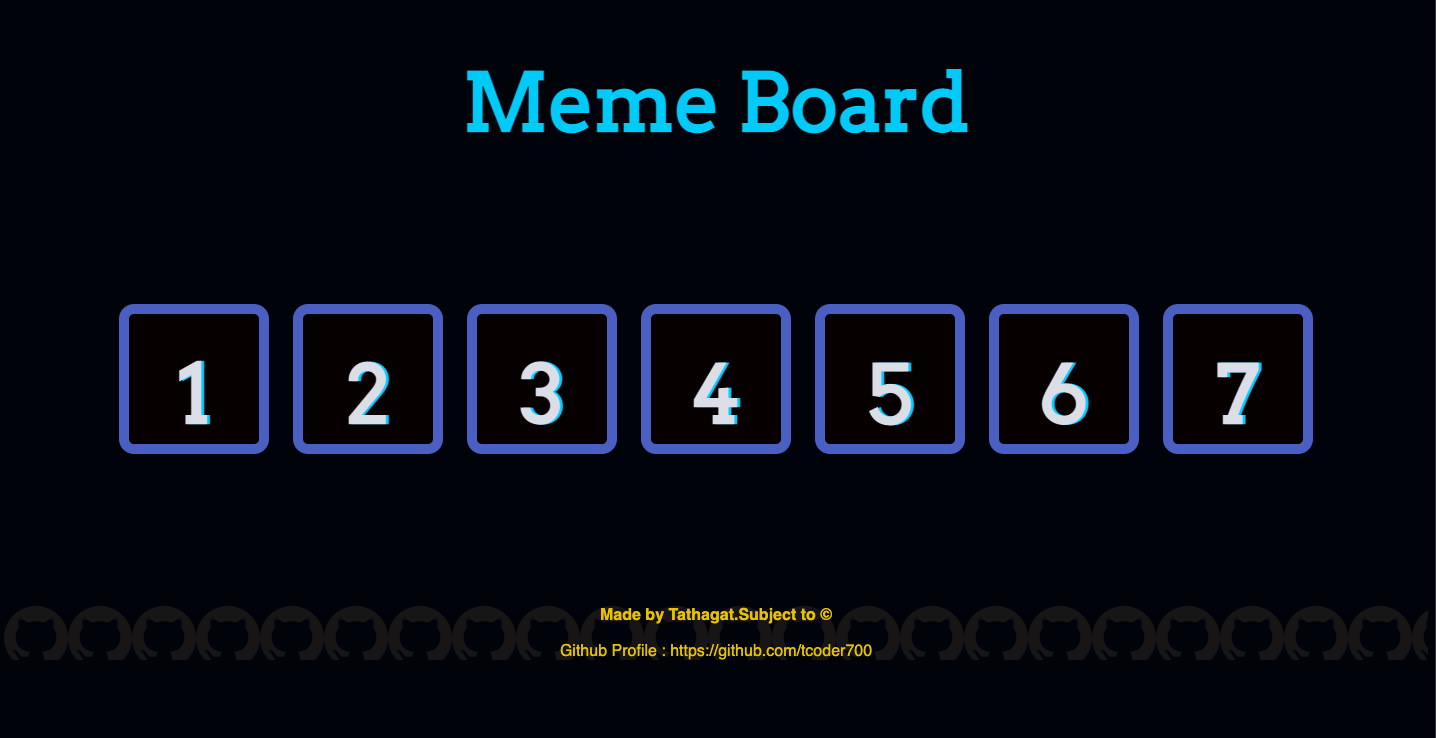 Meme Board
1 2 3 4 5 6 7
Made by Tathagat.Subject to ©
Github Profile : https://github.com/tcoder700